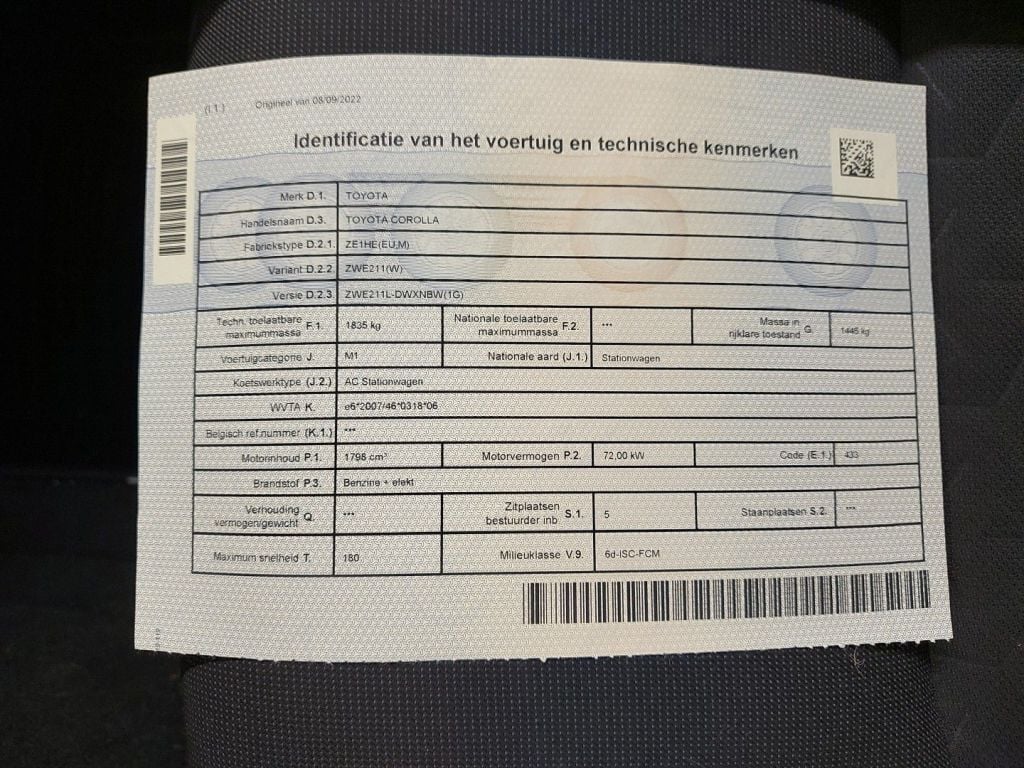 (I.1.) Origineel van 08/09/2022
Identificatie van het voertuig en technische kenmerken
Merk D.1. TOYOTA
Handelsnaam D.3. TOYOTA COROLLA
Fabriekstype D.2.1. ZE1HE(EU,M)
Variant D.2.2. ZWE211(W)
Versie D.2.3. ZWE211L-DWXNBW(1G)
Techn. toelaatbare maximummassa F.1. 1835 kg Nationale toelaatbare maximummassa F.2. *** Massa in rijklare toestand G. 1445 kg
Voertuigcategorie J. M1 Nationale aard (J.1.) Stationwagen
Koetswerktype (J.2.) AC Stationwagen
WVTA K. e6*2007/46*0318*06
Belgisch ref.nummer (K.1.) ***
Motorinhoud P.1. 1798 cm³ Motorvermogen P.2. 72,00 kW Code (E.1.) 433
Brandstof P.3. Benzine + elekt
Verhouding vermogen/gewicht Q. *** Zitplaatsen bestuurder inb. S.1. 5 Staanplaatsen S.2. ***
Maximum snelheid T. 180 Milieuklasse V.9. 6d-ISC-FCM